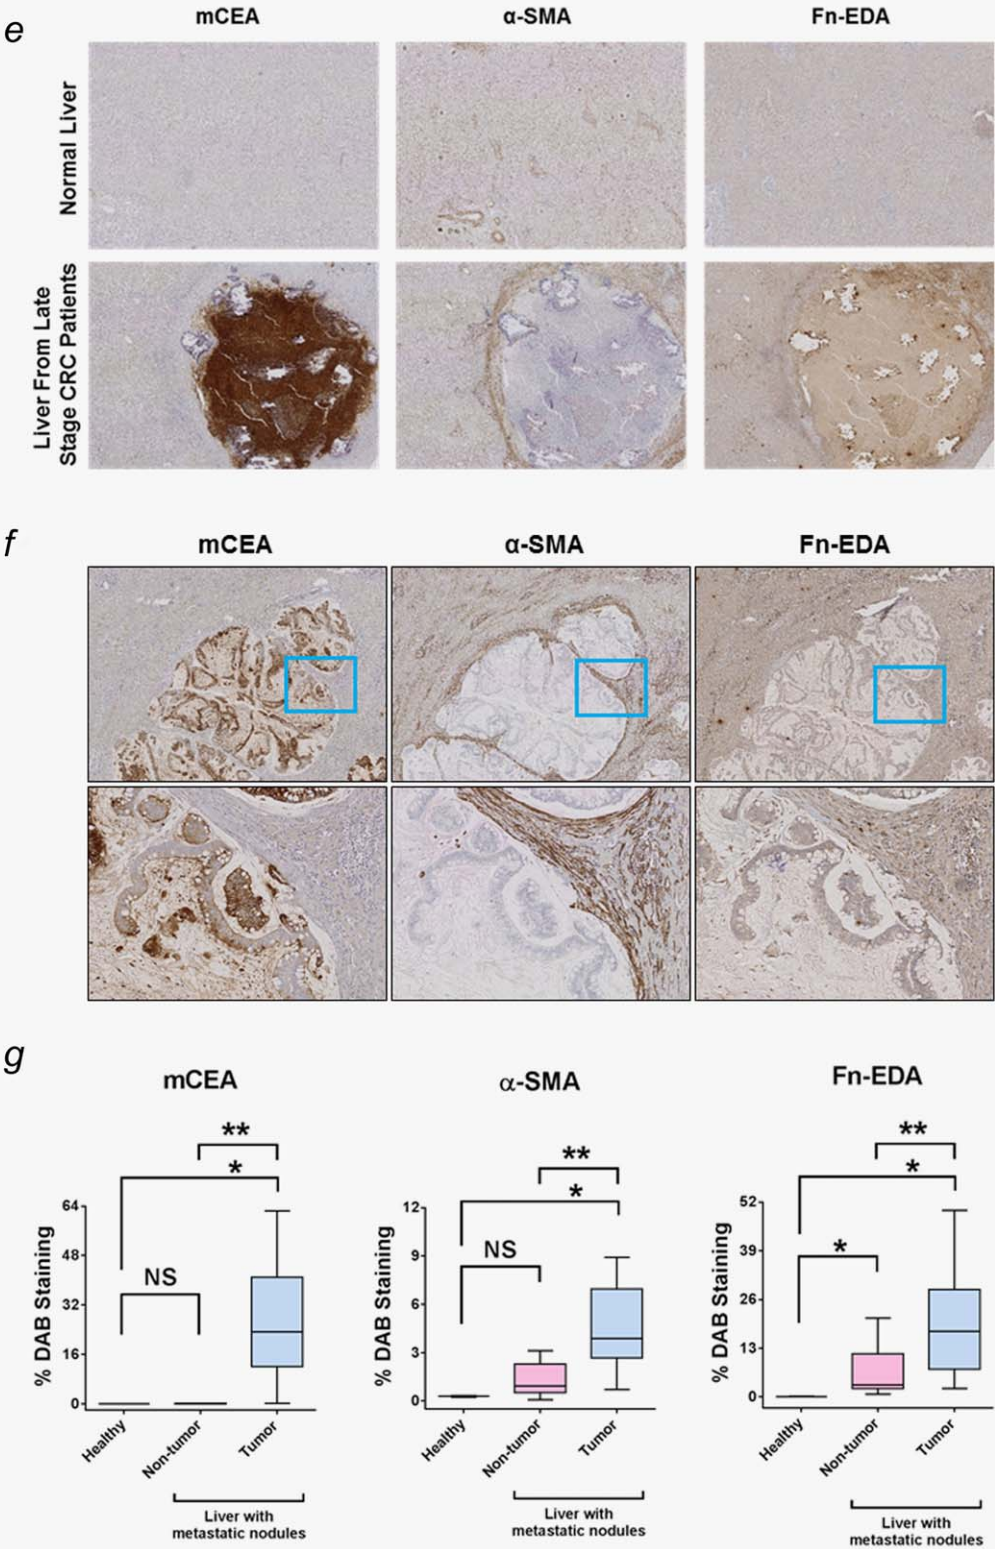 e
mCEA
α-SMA
Fn-EDA
Normal Liver
Liver From Late
Stage CRC Patients
f
mCEA
α-SMA
Fn-EDA
g
mCEA
**
*
NS
% DAB Staining
64
48
32
16
0
Healthy
Non-tumor
Tumor
Liver with
metastatic nodules
α-SMA
**
*
NS
% DAB Staining
12
9
6
3
0
Healthy
Non-tumor
Tumor
Liver with
metastatic nodules
Fn-EDA
**
*
*
% DAB Staining
52
39
26
13
0
Healthy
Non-tumor
Tumor
Liver with
metastatic nodules